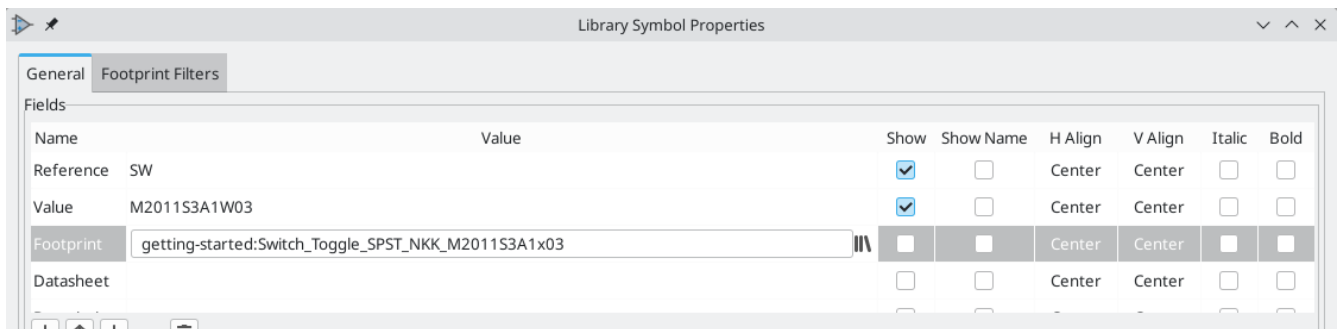 Library Symbol Properties
General Footprint Filters
Fields
Name Value Show Show Name H Align V Align Italic Bold
Reference SW Center Center
Value M2011S3A1W03 Center Center
Footprint getting-started:Switch_Toggle_SPST_NKK_M2011S3A1x03 Center Center
Datasheet Center Center